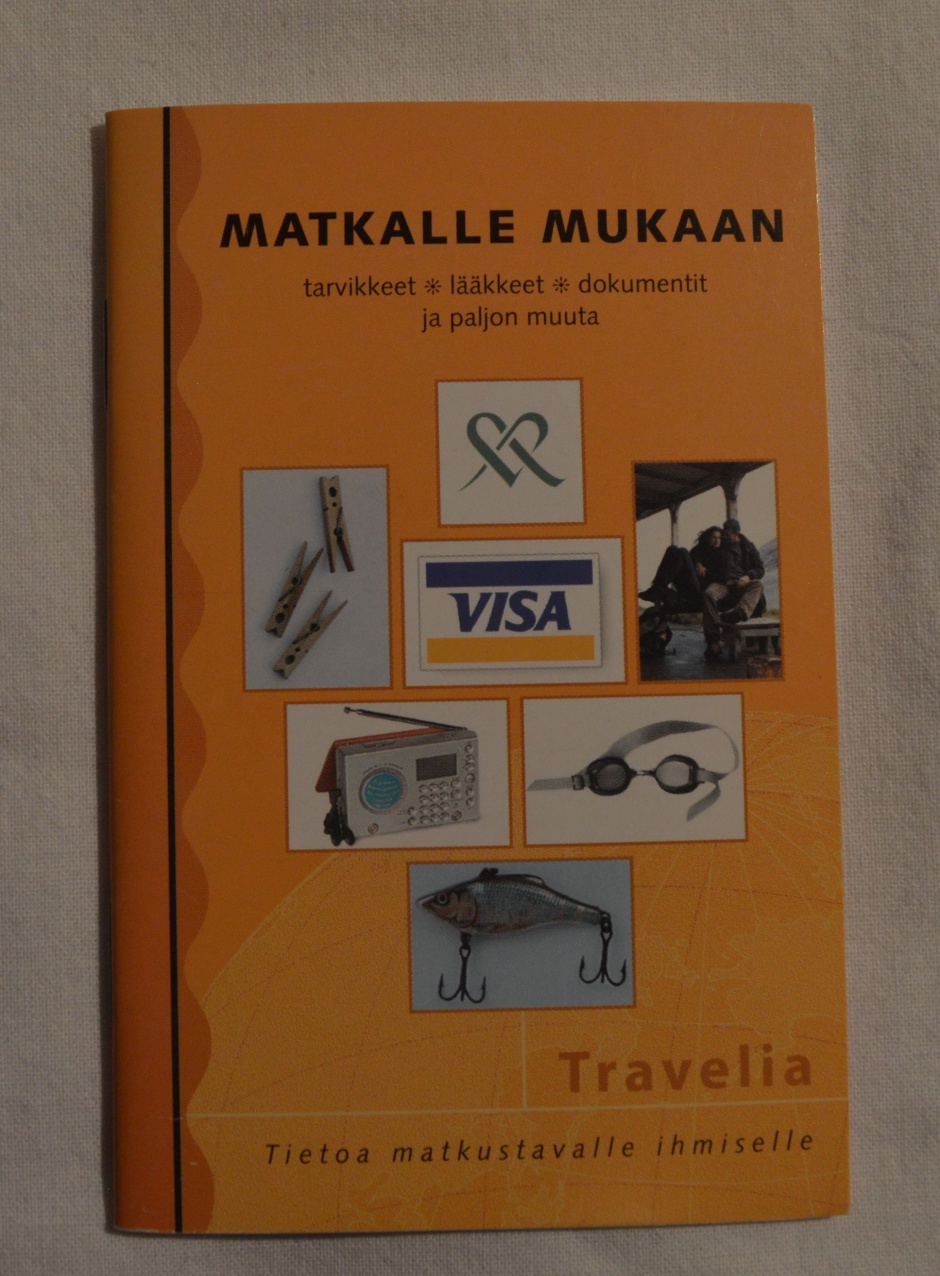 MATKALLE MUKAAN
tarvikkeet ✳ lääkkeet ✳ dokumentit
ja paljon muuta
VISA
Travelia
Tietoa matkustavalle ihmiselle